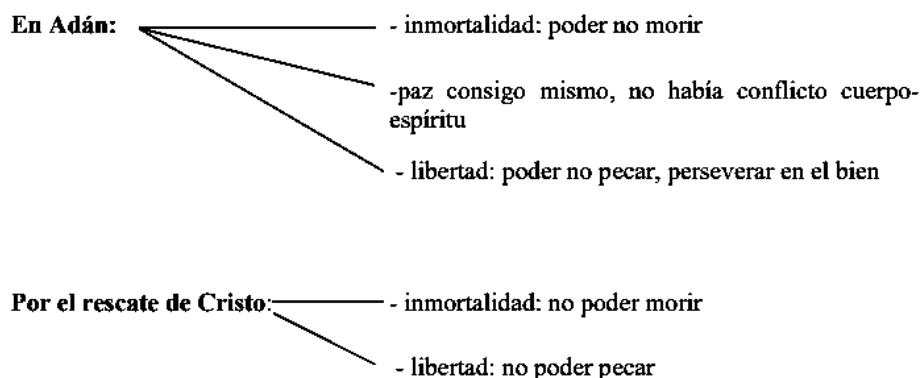 En Adán: - inmortalidad: poder no morir
-paz consigo mismo, no había conflicto cuerpo-
espíritu
- libertad: poder no pecar, perseverar en el bien
Por el rescate de Cristo: - inmortalidad: no poder morir
- libertad: no poder pecar